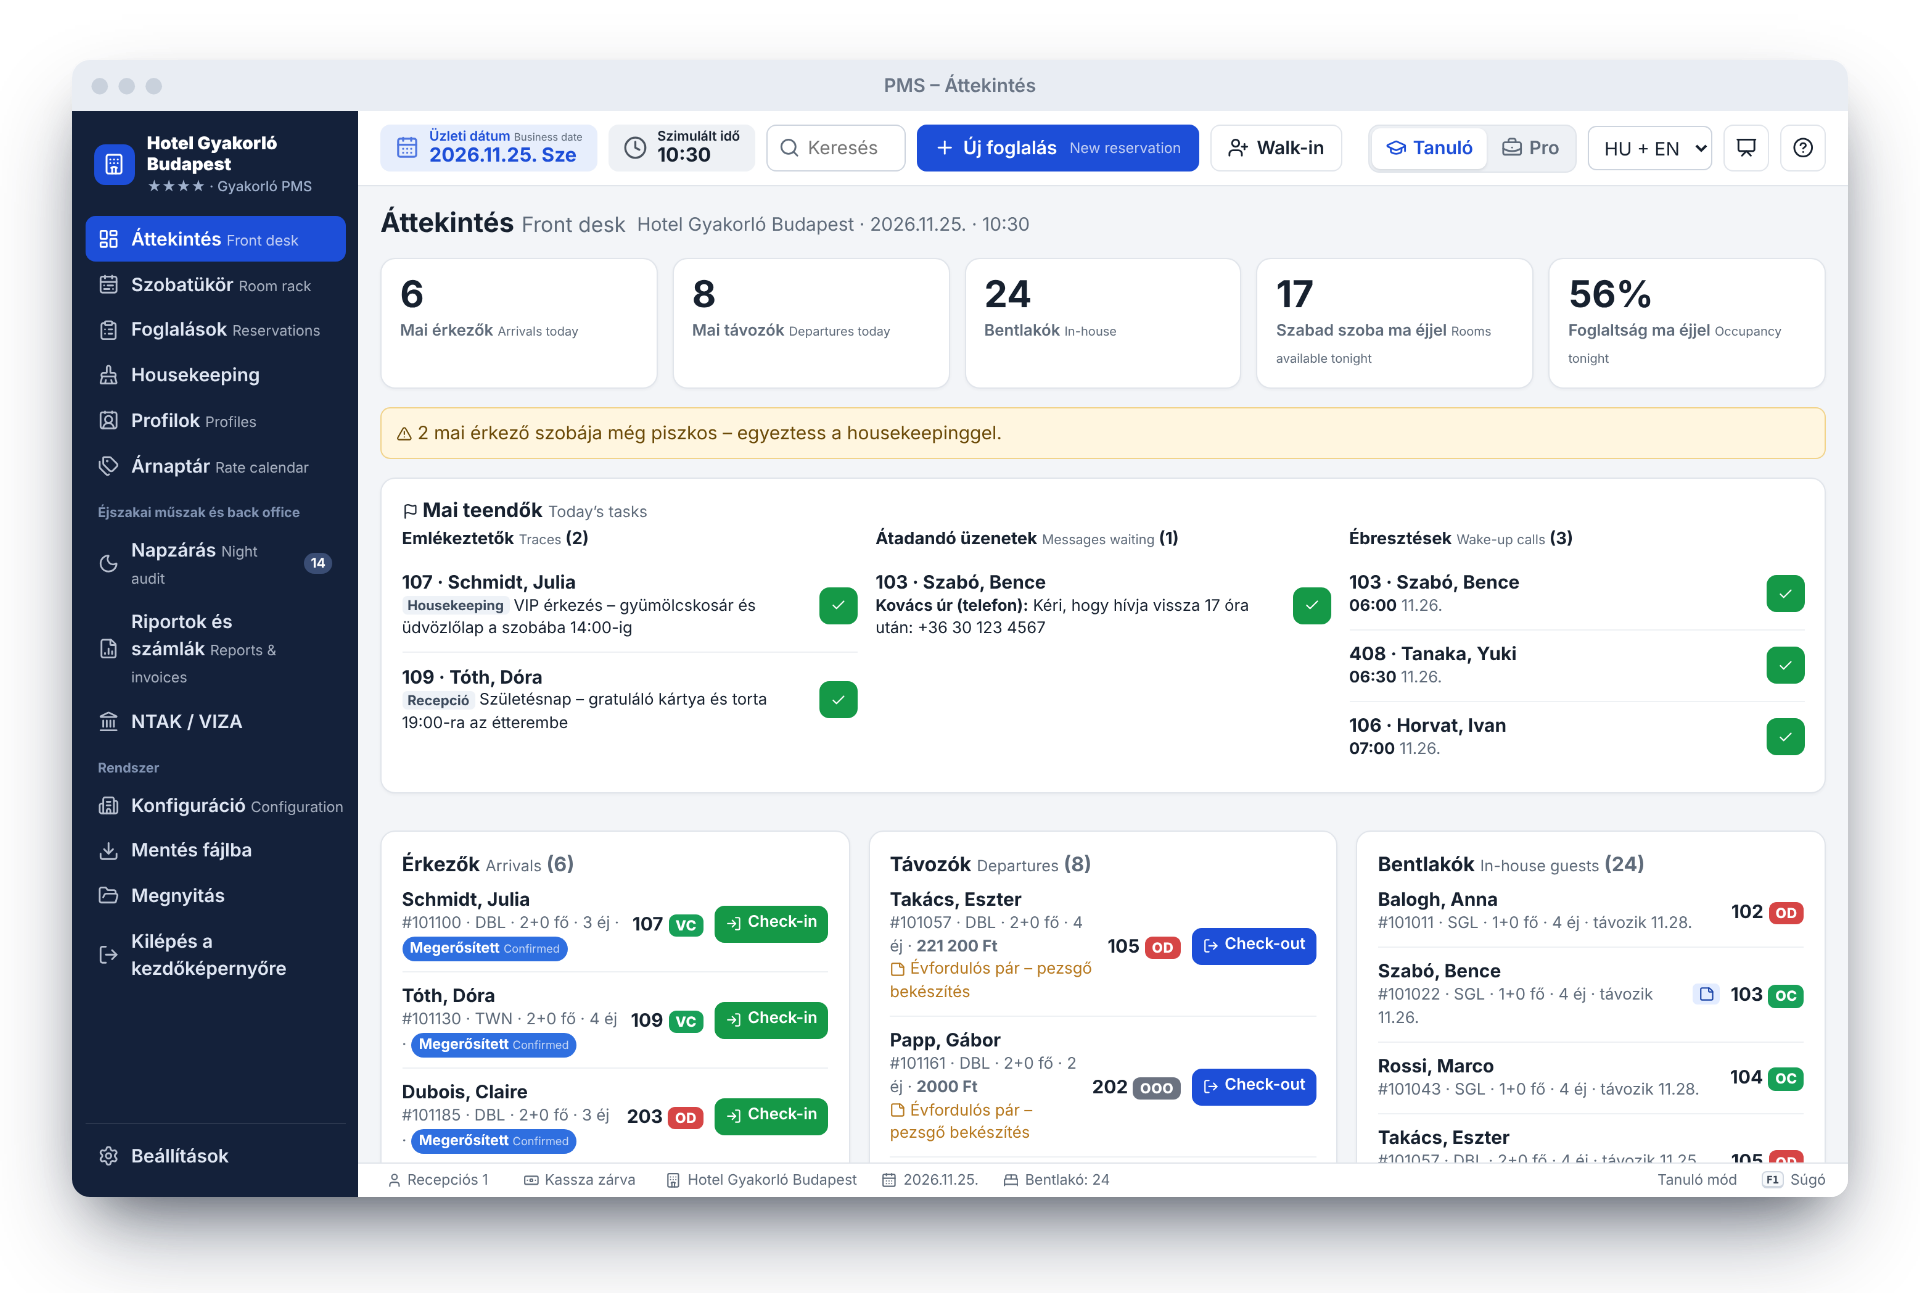 PMS – Áttekintés
Hotel Gyakorló
Budapest
★★★★ · Gyakorló PMS
Áttekintés Front desk
Szobatükör Room rack
Foglalások Reservations
Housekeeping
Profilok Profiles
Árnaptár Rate calendar
Éjszakai műszak és back office
Napzárás Night
audit
14
Riportok és
számlák Reports &
invoices
NTAK / VIZA
Rendszer
Konfiguráció Configuration
Mentés fájlba
Megnyitás
Kilépés a
kezdőképernyőre
Beállítások
Üzleti dátum Business date
2026.11.25. Sze
Szimulált idő
10:30
Keresés
Új foglalás New reservation
Walk-in
Tanuló
Pro
HU + EN
Áttekintés Front desk Hotel Gyakorló Budapest · 2026.11.25. · 10:30
6
Mai érkezők Arrivals today
8
Mai távozók Departures today
24
Bentlakók In-house
17
Szabad szoba ma éjjel Rooms
available tonight
56%
Foglaltság ma éjjel Occupancy
tonight
2 mai érkező szobája még piszkos – egyeztess a housekeepinggel.
Mai teendők Today's tasks
Emlékeztetők Traces (2)
107 · Schmidt, Julia
Housekeeping VIP érkezés – gyümölcskosár és
üdvözlőlap a szobába 14:00-ig
109 · Tóth, Dóra
Recepció Születésnap – gratuláló kártya és torta
19:00-ra az étterembe
Átadandó üzenetek Messages waiting (1)
103 · Szabó, Bence
Kovács úr (telefon): Kéri, hogy hívja vissza 17 óra
után: +36 30 123 4567
Ébresztések Wake-up calls (3)
103 · Szabó, Bence
06:00 11.26.
408 · Tanaka, Yuki
06:30 11.26.
106 · Horvat, Ivan
07:00 11.26.
Érkezők Arrivals (6)
Schmidt, Julia
#101100 · DBL · 2+0 fő · 3 éj ·
Megerősített Confirmed
107 VC Check-in
Tóth, Dóra
#101130 · TWN · 2+0 fő · 4 éj
· Megerősített Confirmed
109 VC Check-in
Dubois, Claire
#101185 · DBL · 2+0 fő · 3 éj
· Megerősített Confirmed
203 OD Check-in
Távozók Departures (8)
Takács, Eszter
#101057 · DBL · 2+0 fő · 4
éj · 221 200 Ft
Évfordulós pár – pezsgő
bekészítés
105 OD Check-out
Papp, Gábor
#101161 · DBL · 2+0 fő · 2
éj · 2000 Ft
Évfordulós pár –
pezsgő bekészítés
202 OOO Check-out
Bentlakók In-house guests (24)
Balogh, Anna
#101011 · SGL · 1+0 fő · 4 éj · távozik 11.28.
102 OD
Szabó, Bence
#101022 · SGL · 1+0 fő · 4 éj · távozik
11.26.
103 OC
Rossi, Marco
#101043 · SGL · 1+0 fő · 4 éj · távozik 11.28.
104 OC
Takács, Eszter
#101057 · DBL · 2+0 fő · 4 éj · távozik 11.25.
105 OD
Recepciós 1
Kassza zárva
Hotel Gyakorló Budapest
2026.11.25.
Bentlakó: 24
Tanuló mód
F1 Súgó